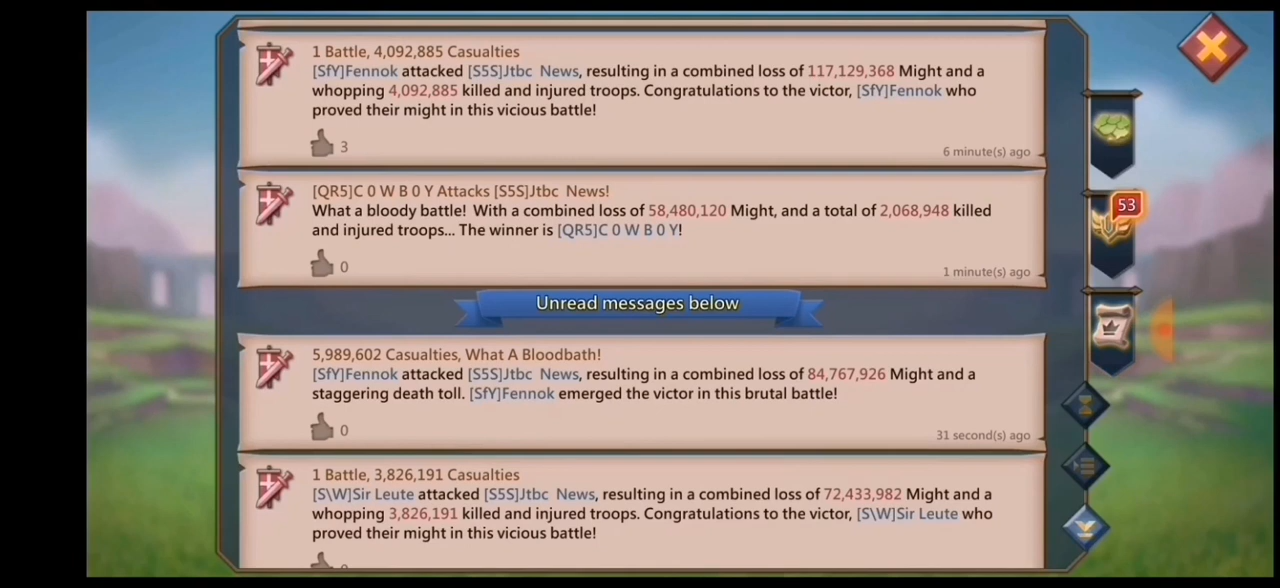 1 Battle, 4,092,885 Casualties
[SfY]Fennok attacked [S5S]Jtbc News, resulting in a combined loss of 117,129,368 Might and a
whopping 4,092,885 killed and injured troops. Congratulations to the victor, [SfY]Fennok who
proved their might in this vicious battle!
3
6 minute(s) ago
[QR5]C 0 W B 0 Y Attacks [S5S]Jtbc News!
What a bloody battle! With a combined loss of 58,480,120 Might, and a total of 2,068,948 killed
and injured troops... The winner is [QR5]C 0 W B 0 Y!
0
1 minute(s) ago
53
Unread messages below
5,989,602 Casualties, What A Bloodbath!
[SfY]Fennok attacked [S5S]Jtbc News, resulting in a combined loss of 84,767,926 Might and a
staggering death toll. [SfY]Fennok emerged the victor in this brutal battle!
0
31 second(s) ago
1 Battle, 3,826,191 Casualties
[S\W]Sir Leute attacked [S5S]Jtbc News, resulting in a combined loss of 72,433,982 Might and a
whopping 3,826,191 killed and injured troops. Congratulations to the victor, [S\W]Sir Leute who
proved their might in this vicious battle!